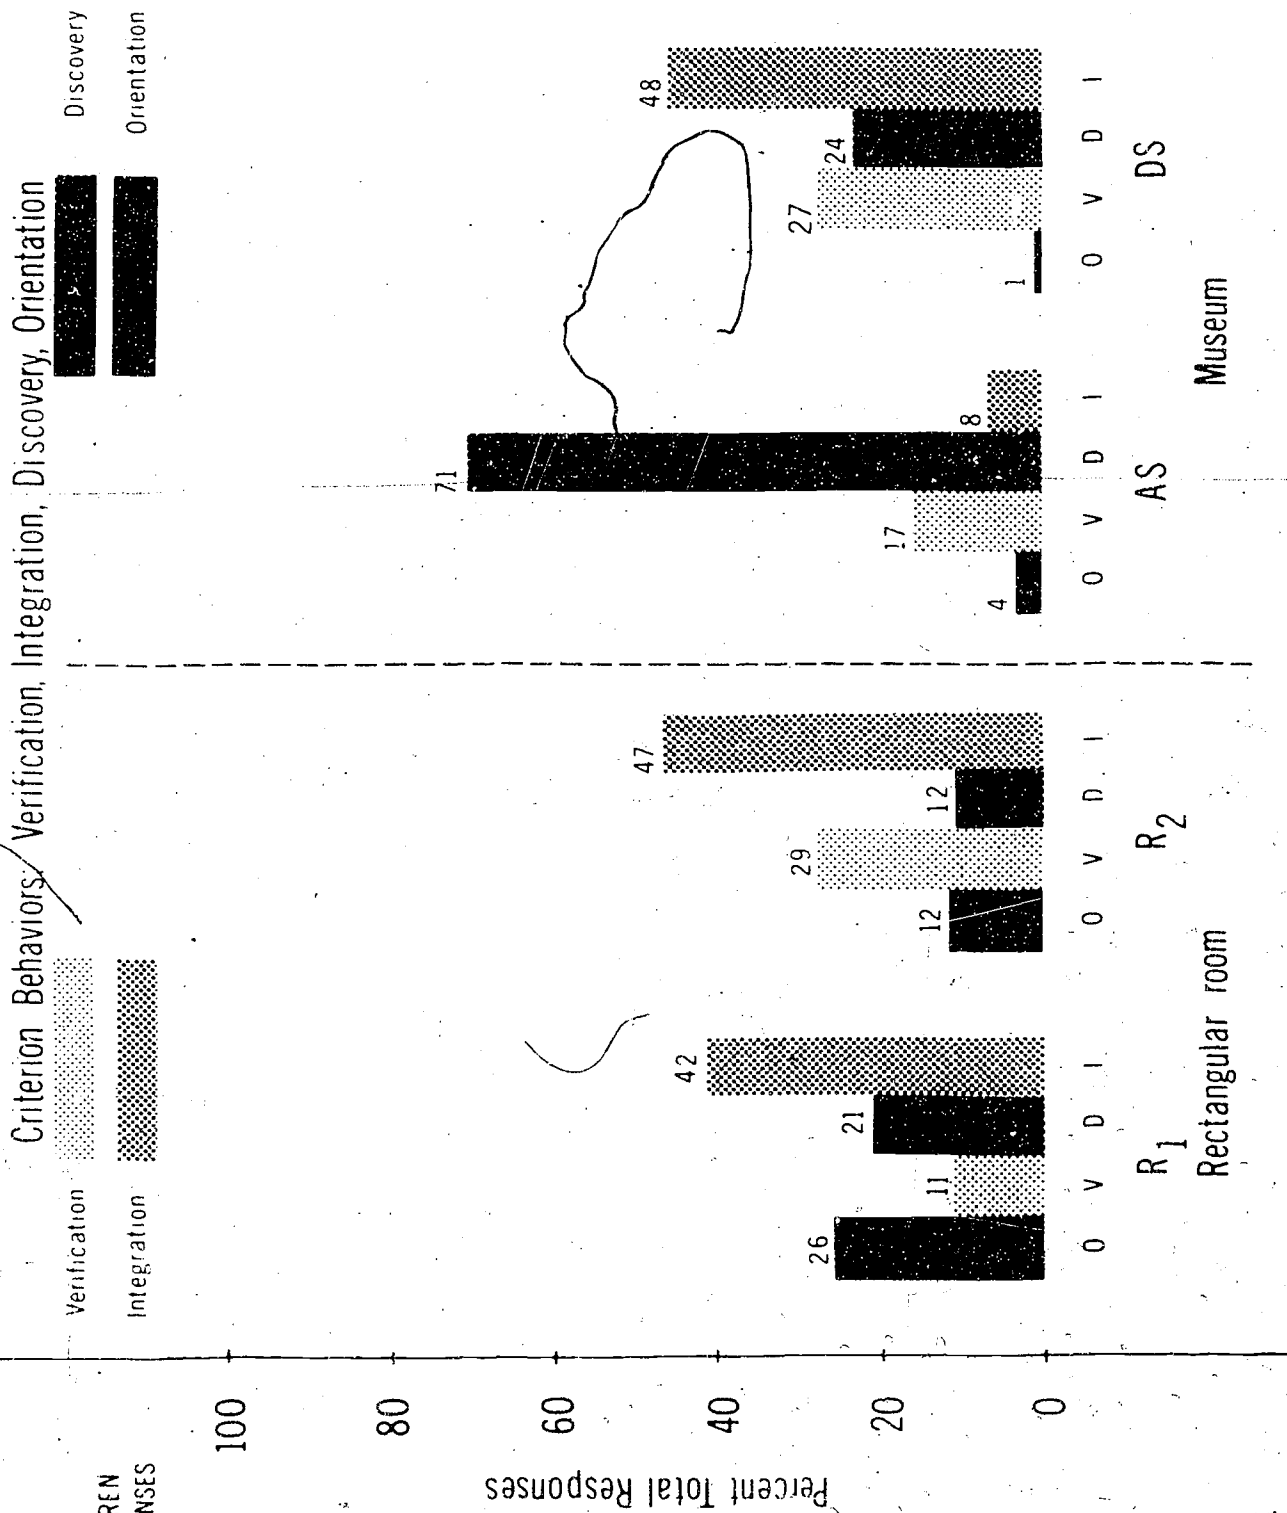 Criterion Behaviors: Verification, Integration, Discovery, Orientation
Verification
Discovery
Integration
Orientation
REN
NSES
Percent Total Responses
100
80
60
40
20
0
26 11 21 42
12 29 12 47
4 17 71 8
1 27 24 48
O V D I
O V D I
O V D I
O V D I
R1 R2 AS DS
Rectangular room Museum